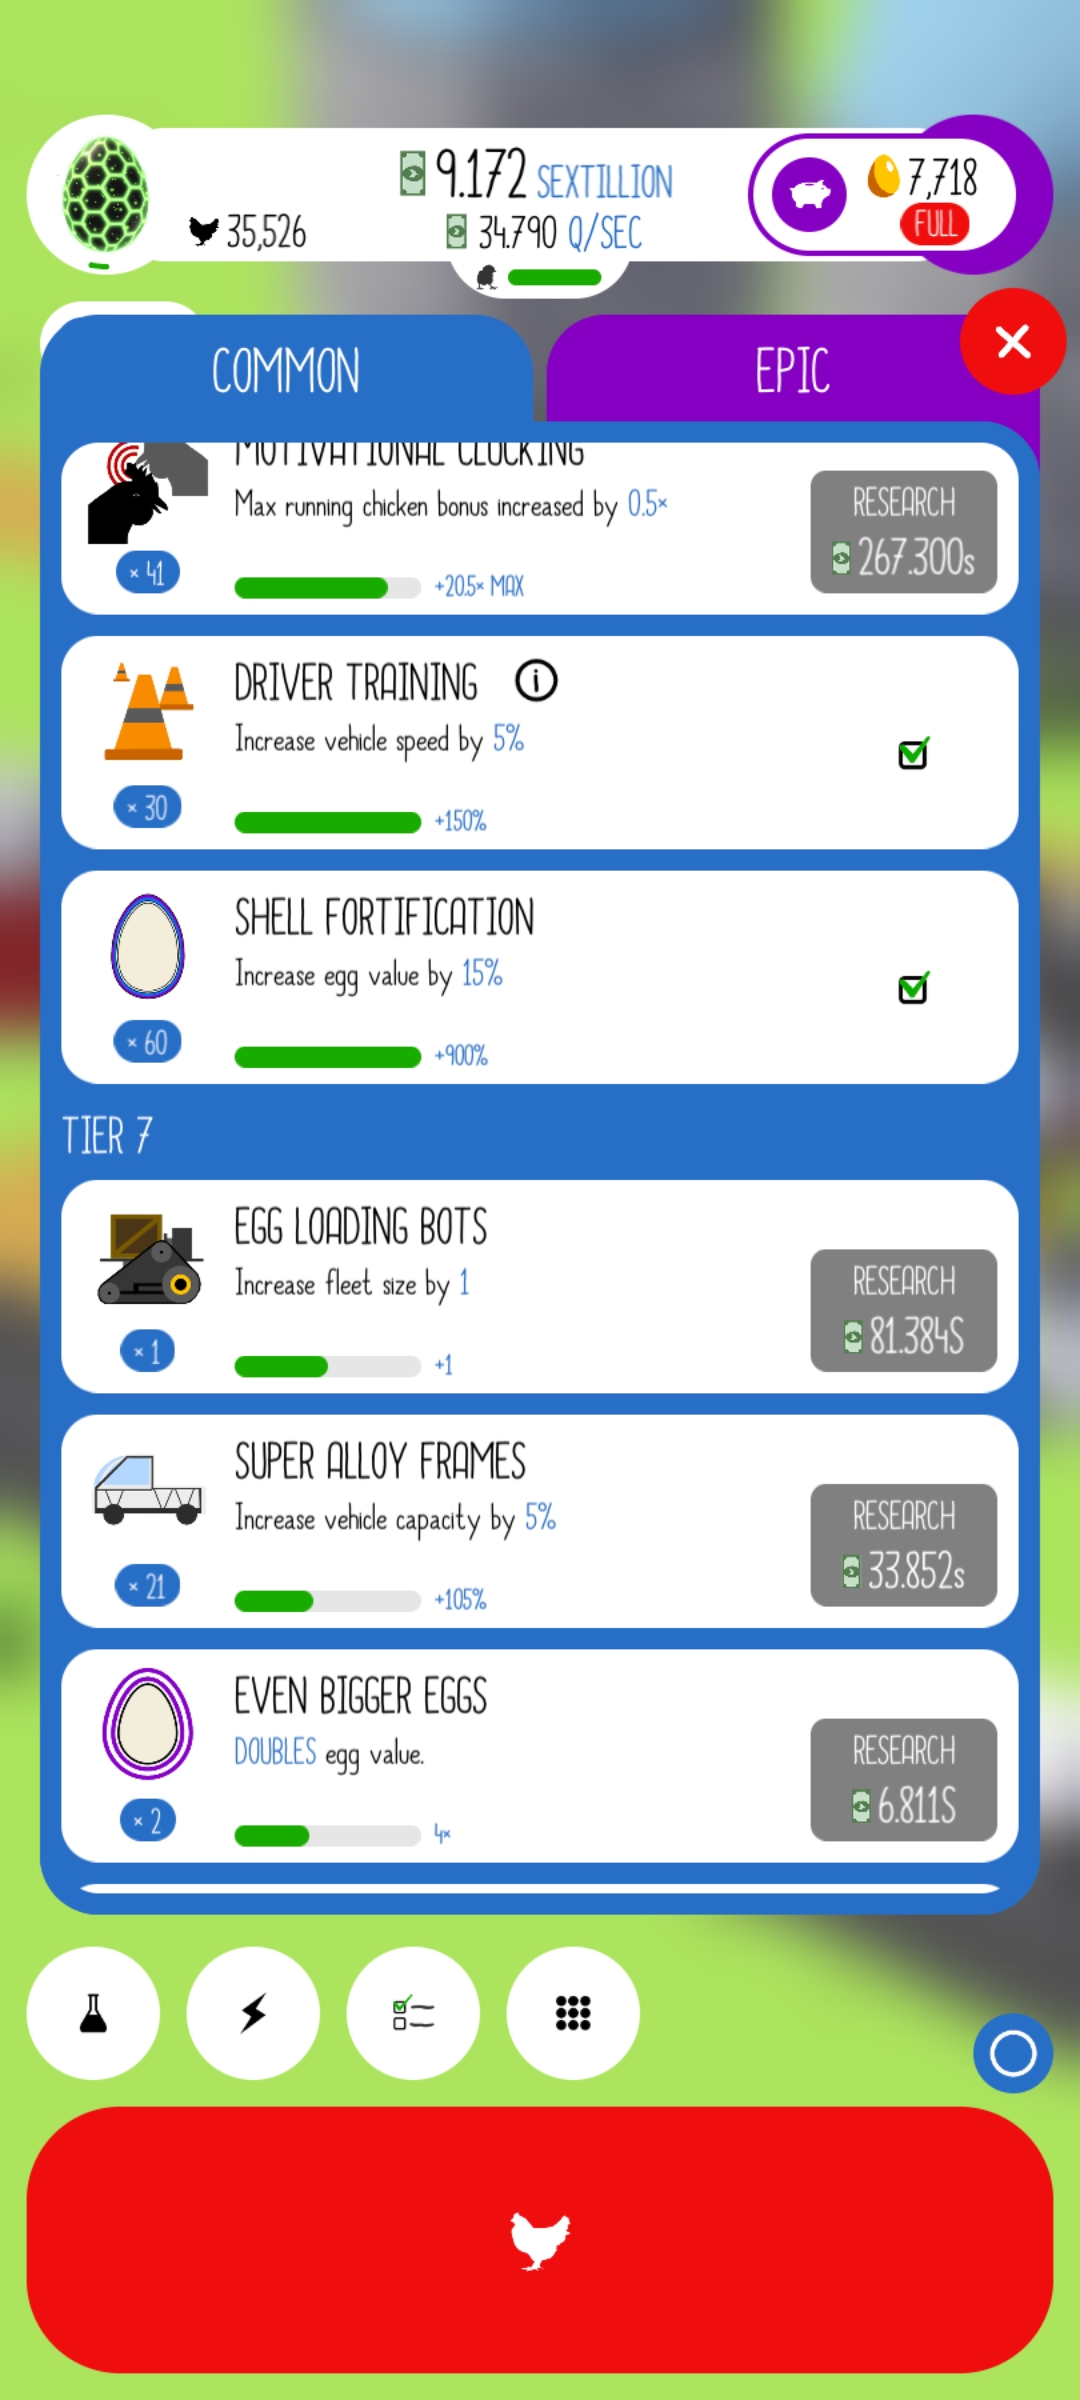 9.172 SEXTILLION
35,526
34.790 Q/SEC
7,718
FULL
COMMON
EPIC
MOTIVATIONAL CLUCKING
Max running chicken bonus increased by 0.5×
RESEARCH
267.300s
× 41
+20.5× MAX
DRIVER TRAINING
i
Increase vehicle speed by 5%
× 30
+150%
SHELL FORTIFICATION
Increase egg value by 15%
× 60
+900%
TIER 7
EGG LOADING BOTS
Increase fleet size by 1
RESEARCH
81.384S
× 1
+1
SUPER ALLOY FRAMES
Increase vehicle capacity by 5%
RESEARCH
33.852s
× 21
+105%
EVEN BIGGER EGGS
DOUBLES egg value.
RESEARCH
6.811S
× 2
4×